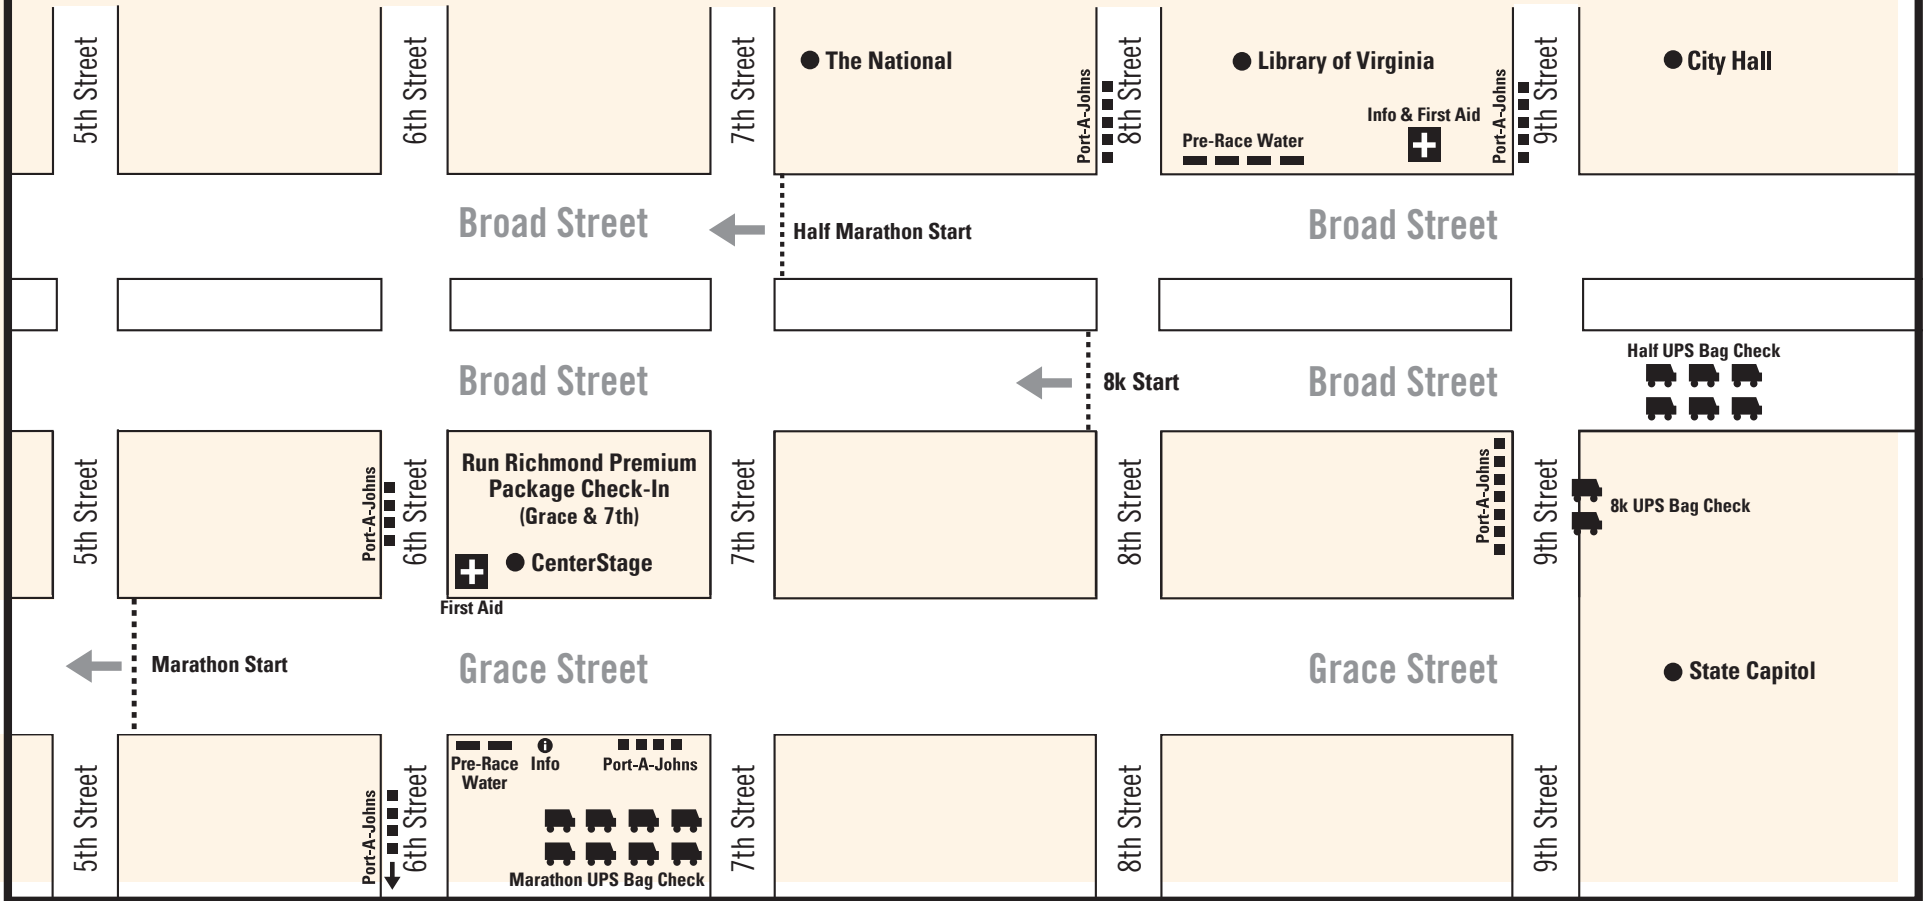 5th Street
6th Street
7th Street
The National
Port-A-Johns
8th Street
Library of Virginia
Info & First Aid
Pre-Race Water
Port-A-Johns
9th Street
City Hall
Broad Street
Half Marathon Start
Broad Street
Half UPS Bag Check
Broad Street
8k Start
Broad Street
5th Street
Port-A-Johns
6th Street
Run Richmond Premium
Package Check-In
(Grace & 7th)
CenterStage
First Aid
7th Street
8th Street
Port-A-Johns
9th Street
8k UPS Bag Check
Marathon Start
Grace Street
Grace Street
State Capitol
5th Street
Port-A-Johns
6th Street
Pre-Race
Water
Info
Port-A-Johns
Marathon UPS Bag Check
7th Street
8th Street
9th Street